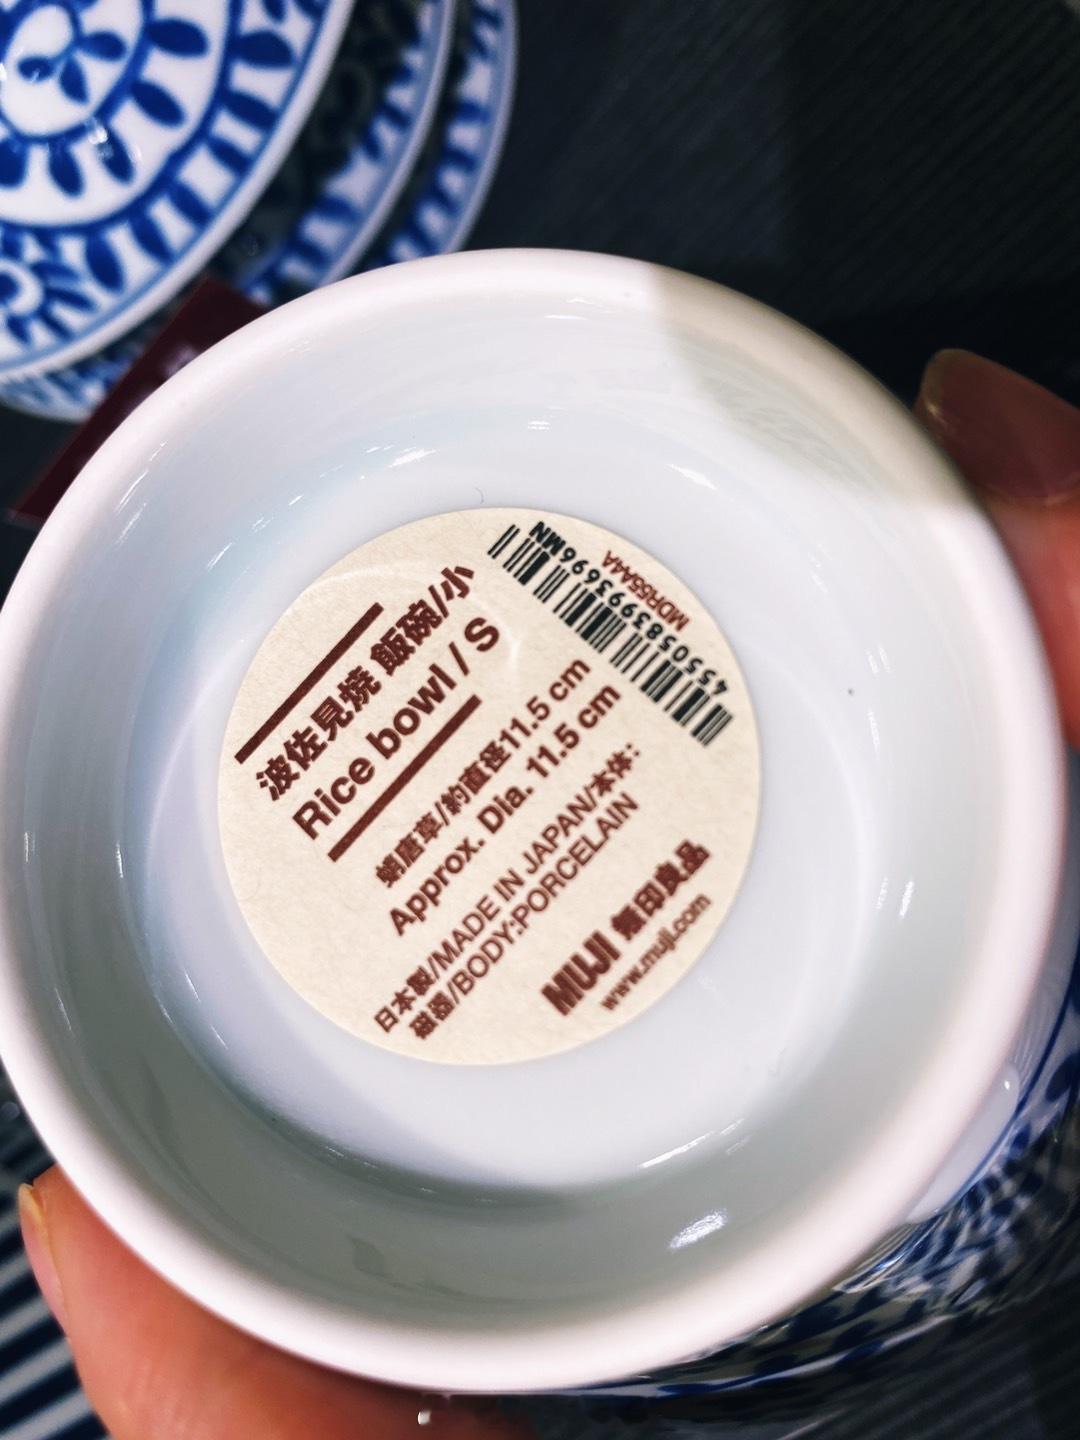 波佐見焼 飯碗/小
Rice bowl / S
蛸唐草/約直径11.5 cm
Approx. Dia. 11.5 cm
日本製/MADE IN JAPAN/本体:
磁器/BODY:PORCELAIN
MUJI 無印良品
www.muji.com
4550583993696MN
MDR55A4A